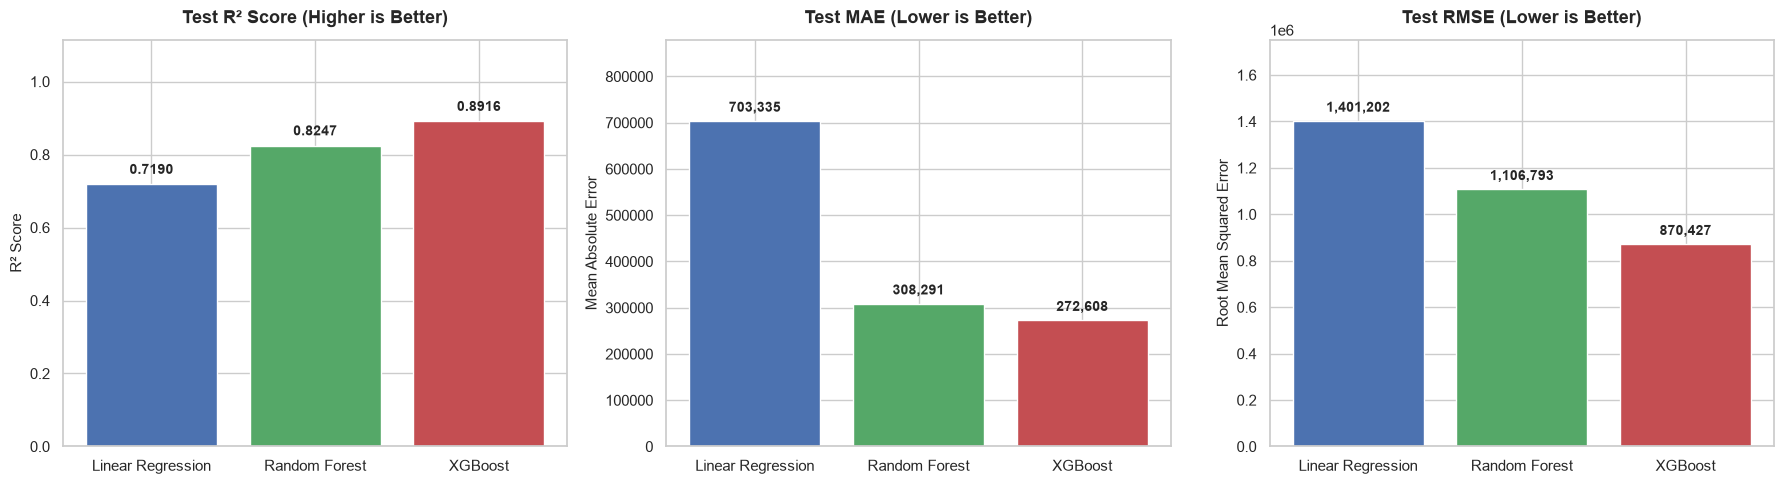 Test R² Score (Higher is Better)
R² Score
1.0
0.8
0.6
0.4
0.2
0.0
0.7190
0.8247
0.8916
Linear Regression
Random Forest
XGBoost
Test MAE (Lower is Better)
Mean Absolute Error
800000
700000
600000
500000
400000
300000
200000
100000
0
703,335
308,291
272,608
Linear Regression
Random Forest
XGBoost
Test RMSE (Lower is Better)
1e6
Root Mean Squared Error
1.6
1.4
1.2
1.0
0.8
0.6
0.4
0.2
0.0
1,401,202
1,106,793
870,427
Linear Regression
Random Forest
XGBoost